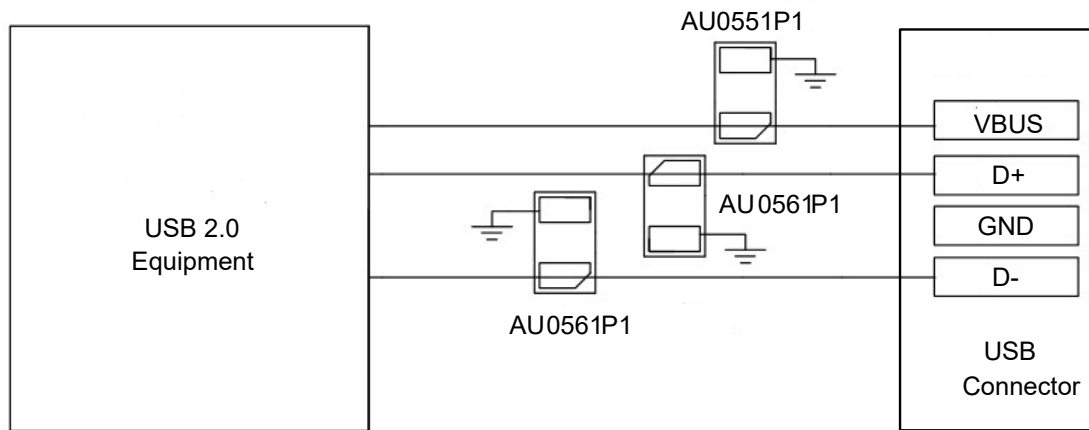 AU0551P1
VBUS
D+
AU0561P1
GND
USB 2.0
Equipment
D-
AU0561P1
USB
Connector